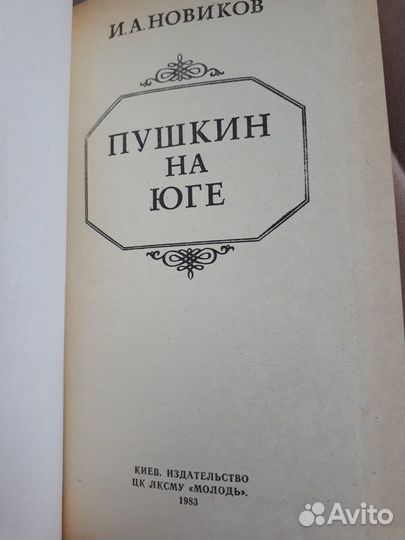 И. А. НОВИКОВ
ПУШКИН
НА
ЮГЕ
КИЕВ. ИЗДАТЕЛЬСТВО
ЦК ЛКСМУ «МОЛОДЬ».
1983
Avito